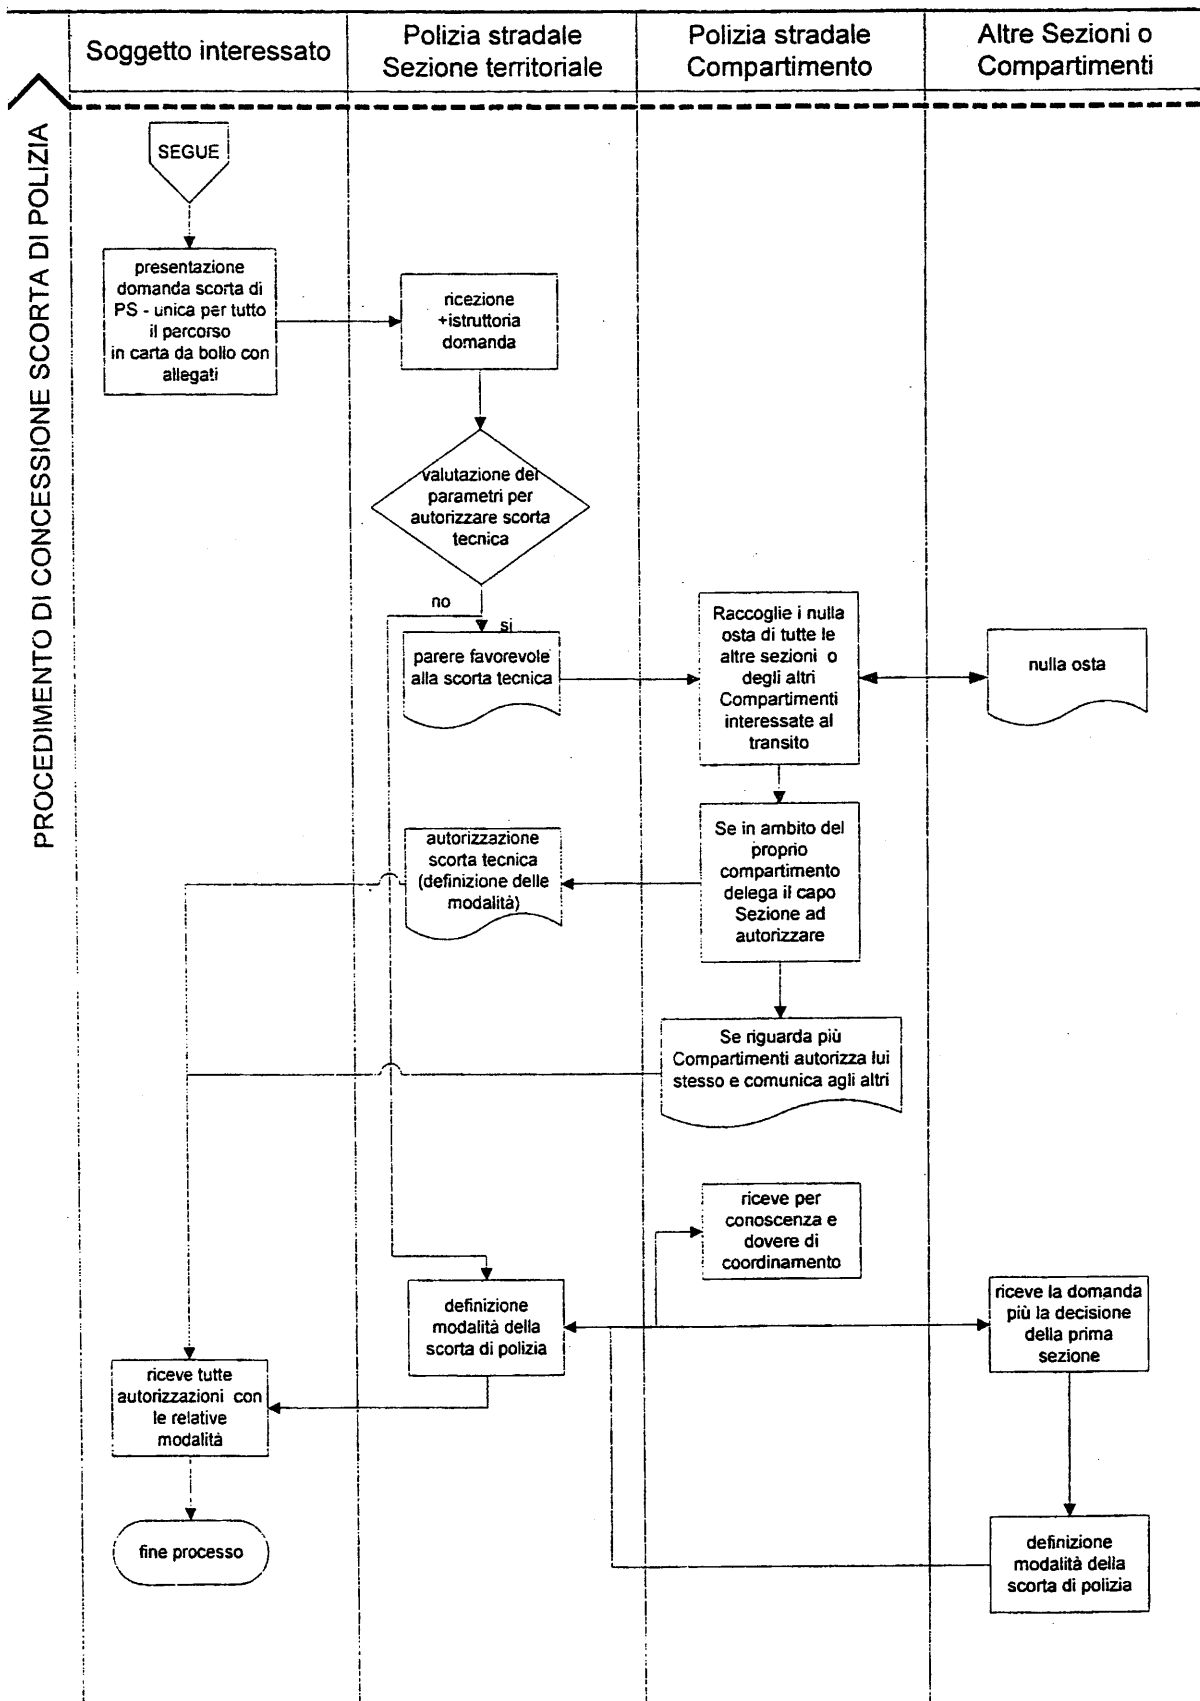 Soggetto interessato
Polizia stradale
Sezione territoriale
Polizia stradale
Compartimento
Altre Sezioni o
Compartimenti
PROCEDIMENTO DI CONCESSIONE SCORTA DI POLIZIA
SEGUE
presentazione
domanda scorta di
PS - unica per tutto
il percorso
in carta da bollo con
allegati
ricezione
+istruttoria
domanda
valutazione dei
parametri per
autorizzare scorta
tecnica
no
si
parere favorevole
alla scorta tecnica
Raccoglie i nulla
osta di tutte le
altre sezioni o
degli altri
Compartimenti
interessate al
transito
nulla osta
autorizzazione
scorta tecnica
(definizione delle
modalità)
Se in ambito del
proprio
compartimento
delega il capo
Sezione ad
autorizzare
Se riguarda più
Compartimenti autorizza lui
stesso e comunica agli altri
riceve per
conoscenza e
dovere di
coordinamento
definizione
modalità della
scorta di polizia
riceve la domanda
più la decisione
della prima
sezione
riceve tutte
autorizzazioni con
le relative
modalità
fine processo
definizione
modalità della
scorta di polizia